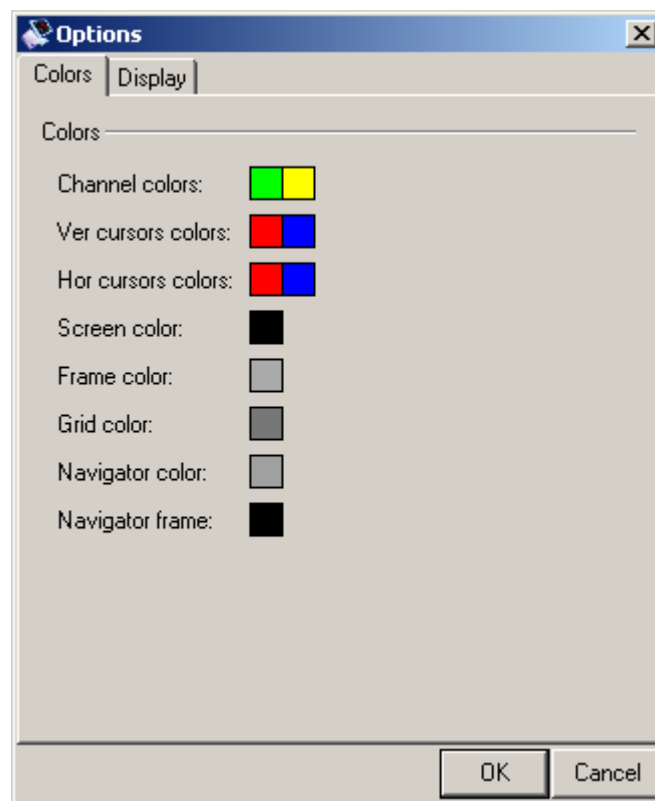 Options
Colors Display
Colors
Channel colors:
Ver cursors colors:
Hor cursors colors:
Screen color:
Frame color:
Grid color:
Navigator color:
Navigator frame:
OK Cancel